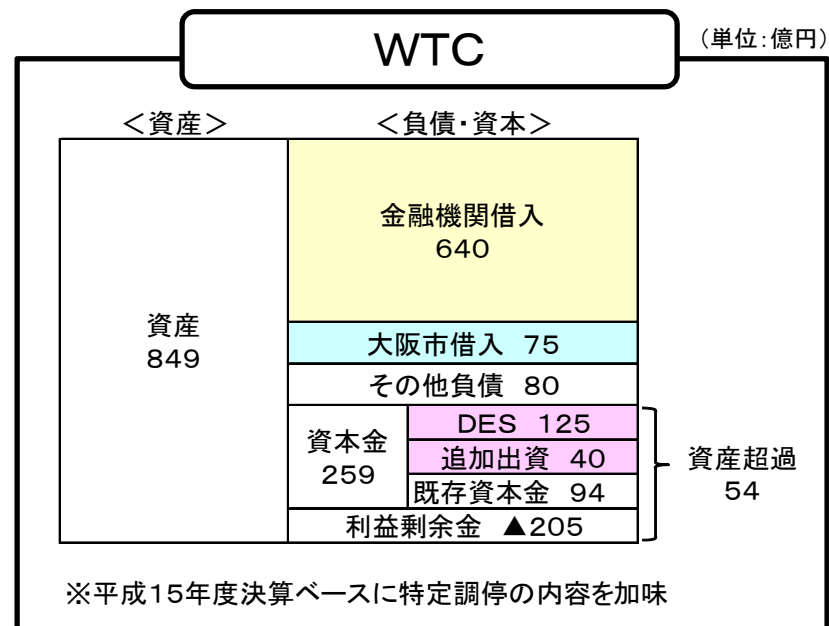 WTC
（単位：億円）
＜資産＞
＜負債・資本＞
資産
849
金融機関借入
640
大阪市借入 75
その他負債 80
資本金
259
DES 125
追加出資 40
既存資本金 94
利益剰余金 ▲205
資産超過
54
※平成15年度決算ベースに特定調停の内容を加味